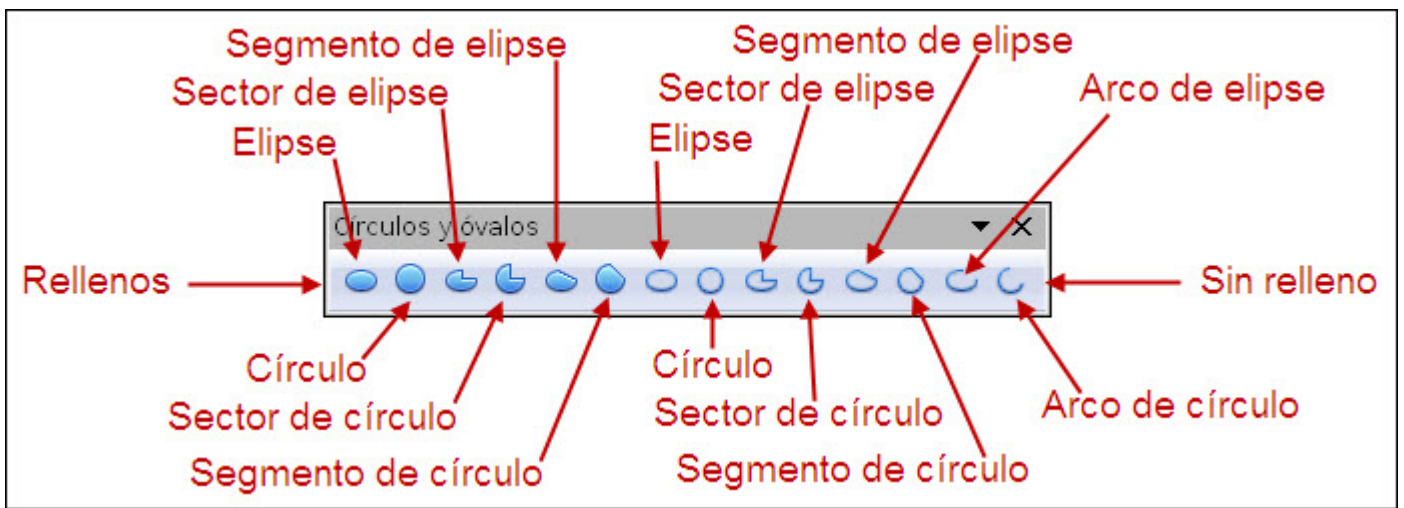 Segmento de elipse
Segmento de elipse
Sector de elipse
Sector de elipse
Arco de elipse
Elipse
Elipse
Círculos y óvalos
Rellenos
Sin relleno
Círculo
Círculo
Sector de círculo
Sector de círculo
Arco de círculo
Segmento de círculo
Segmento de círculo